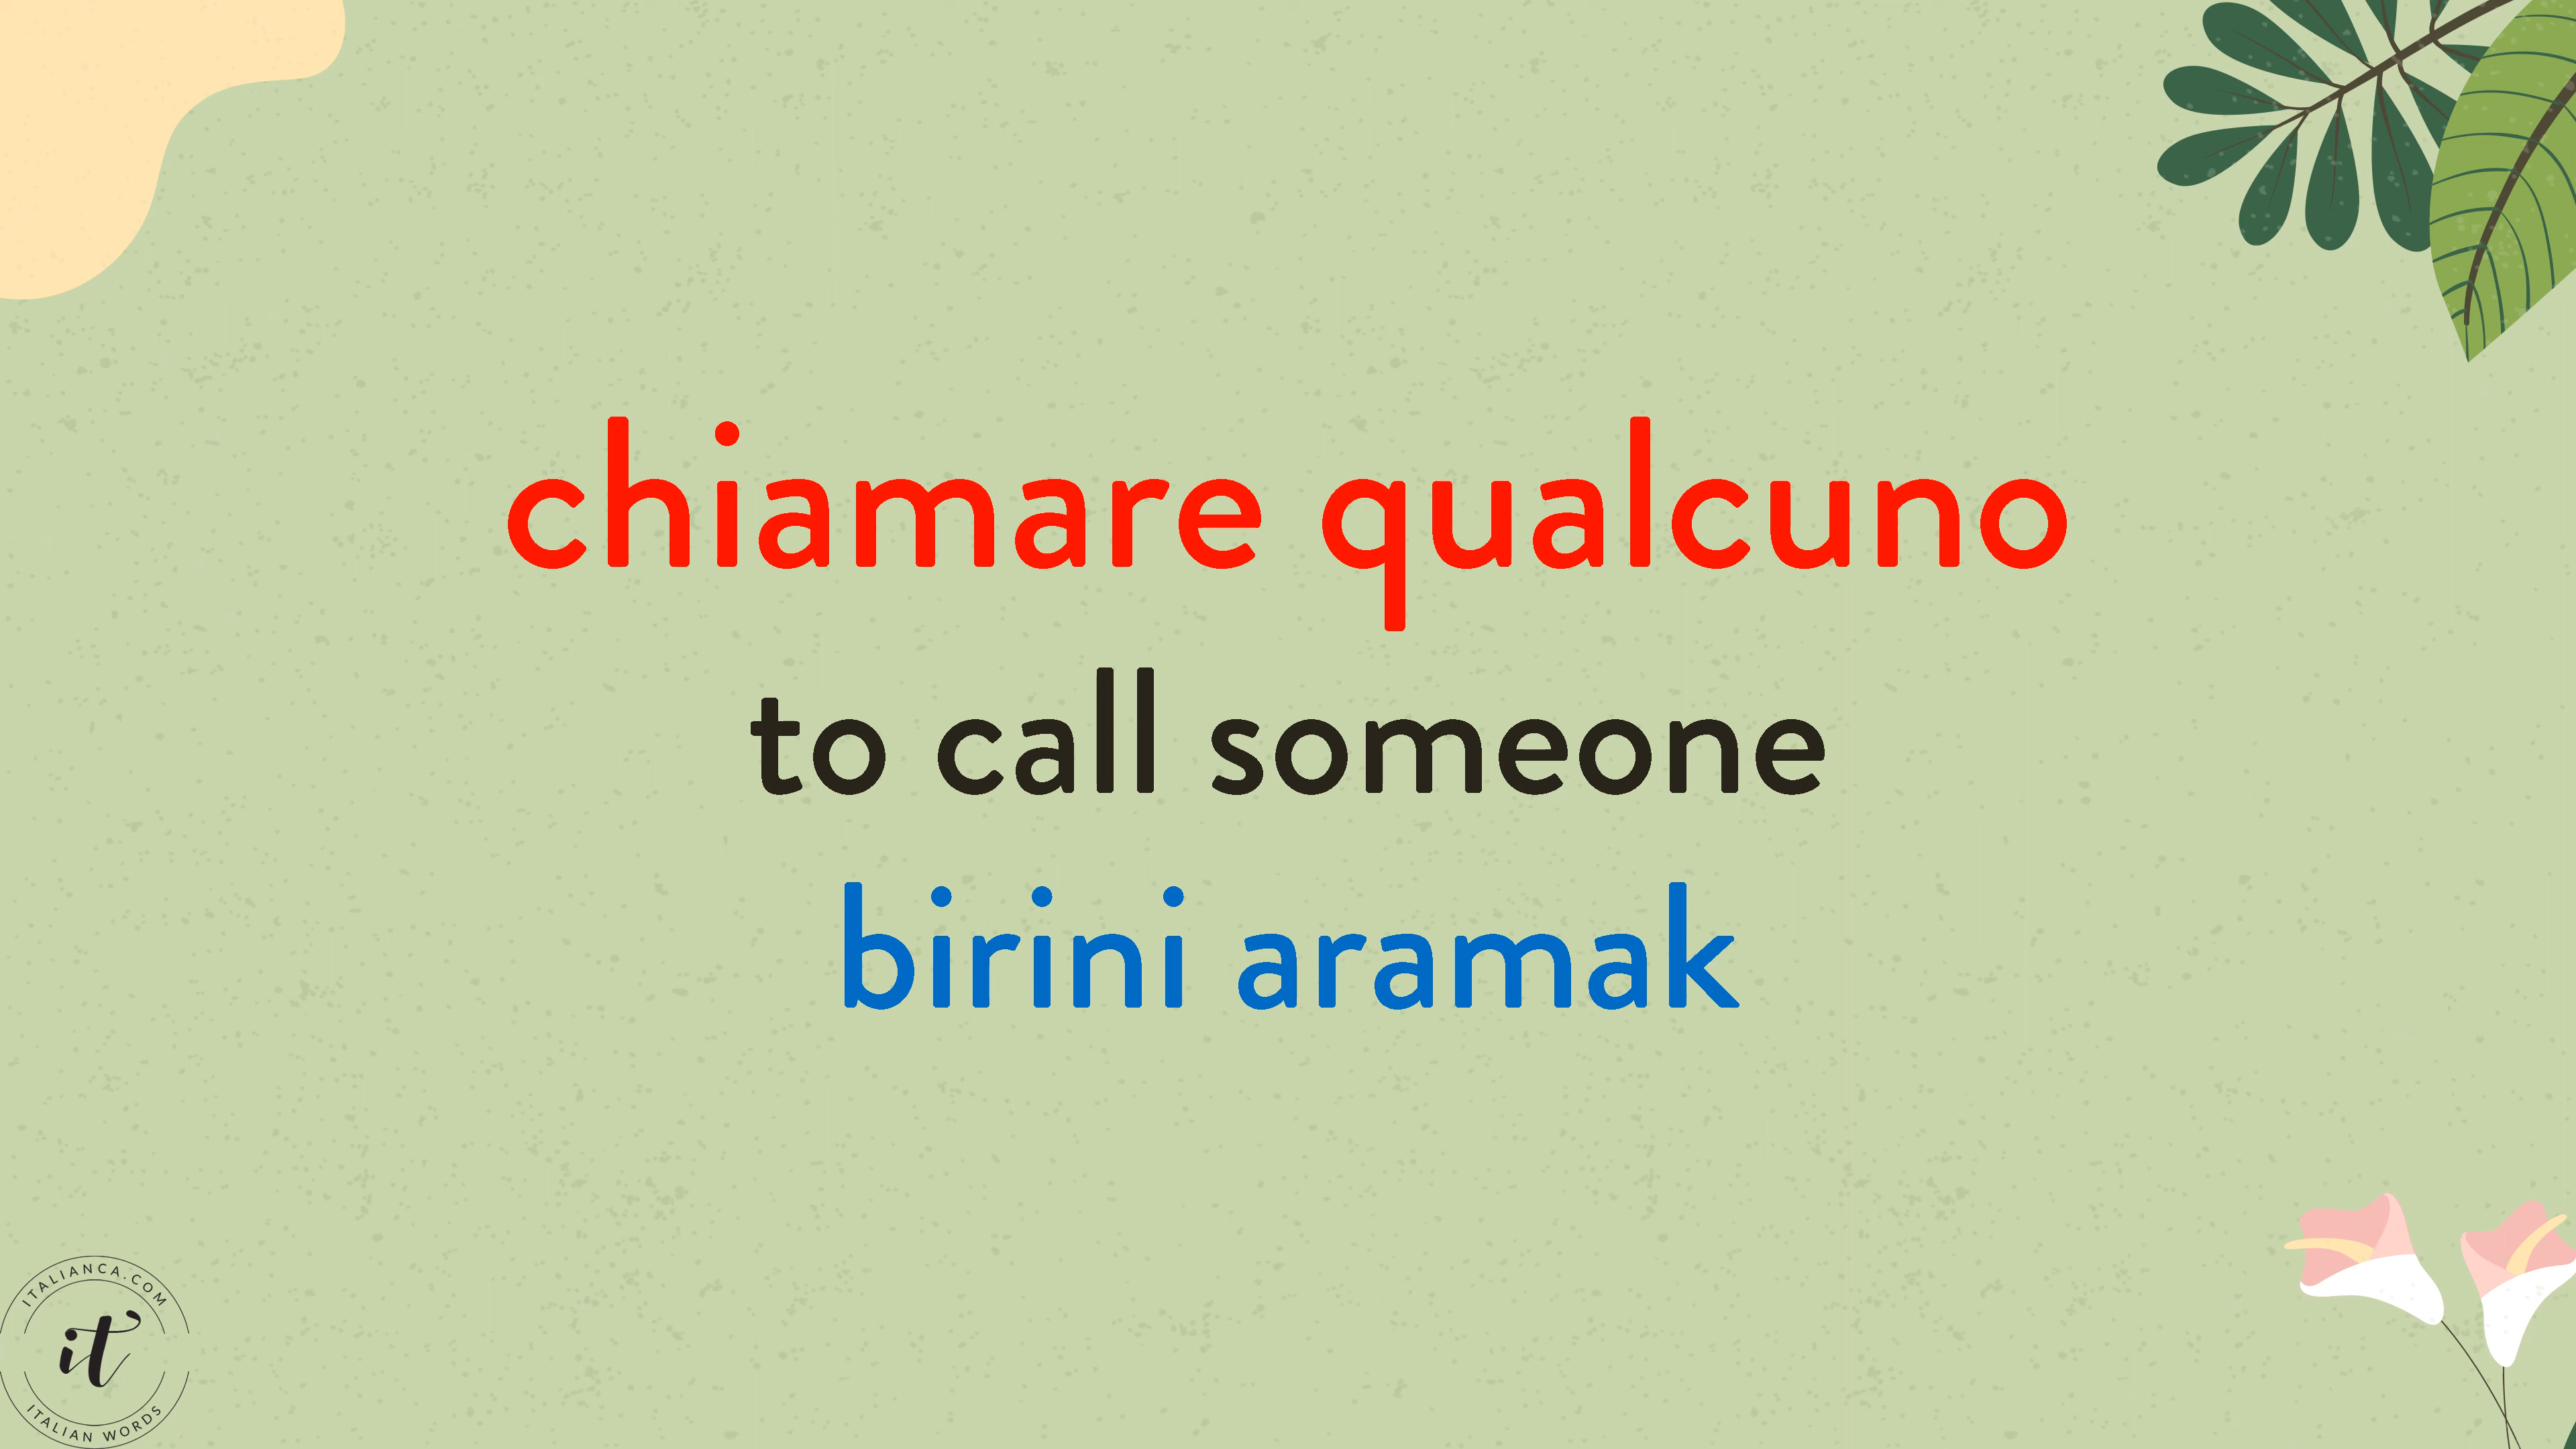 chiamare qualcuno
to call someone
birini aramak
ITALIANCA.COM
it
ITALIAN WORDS